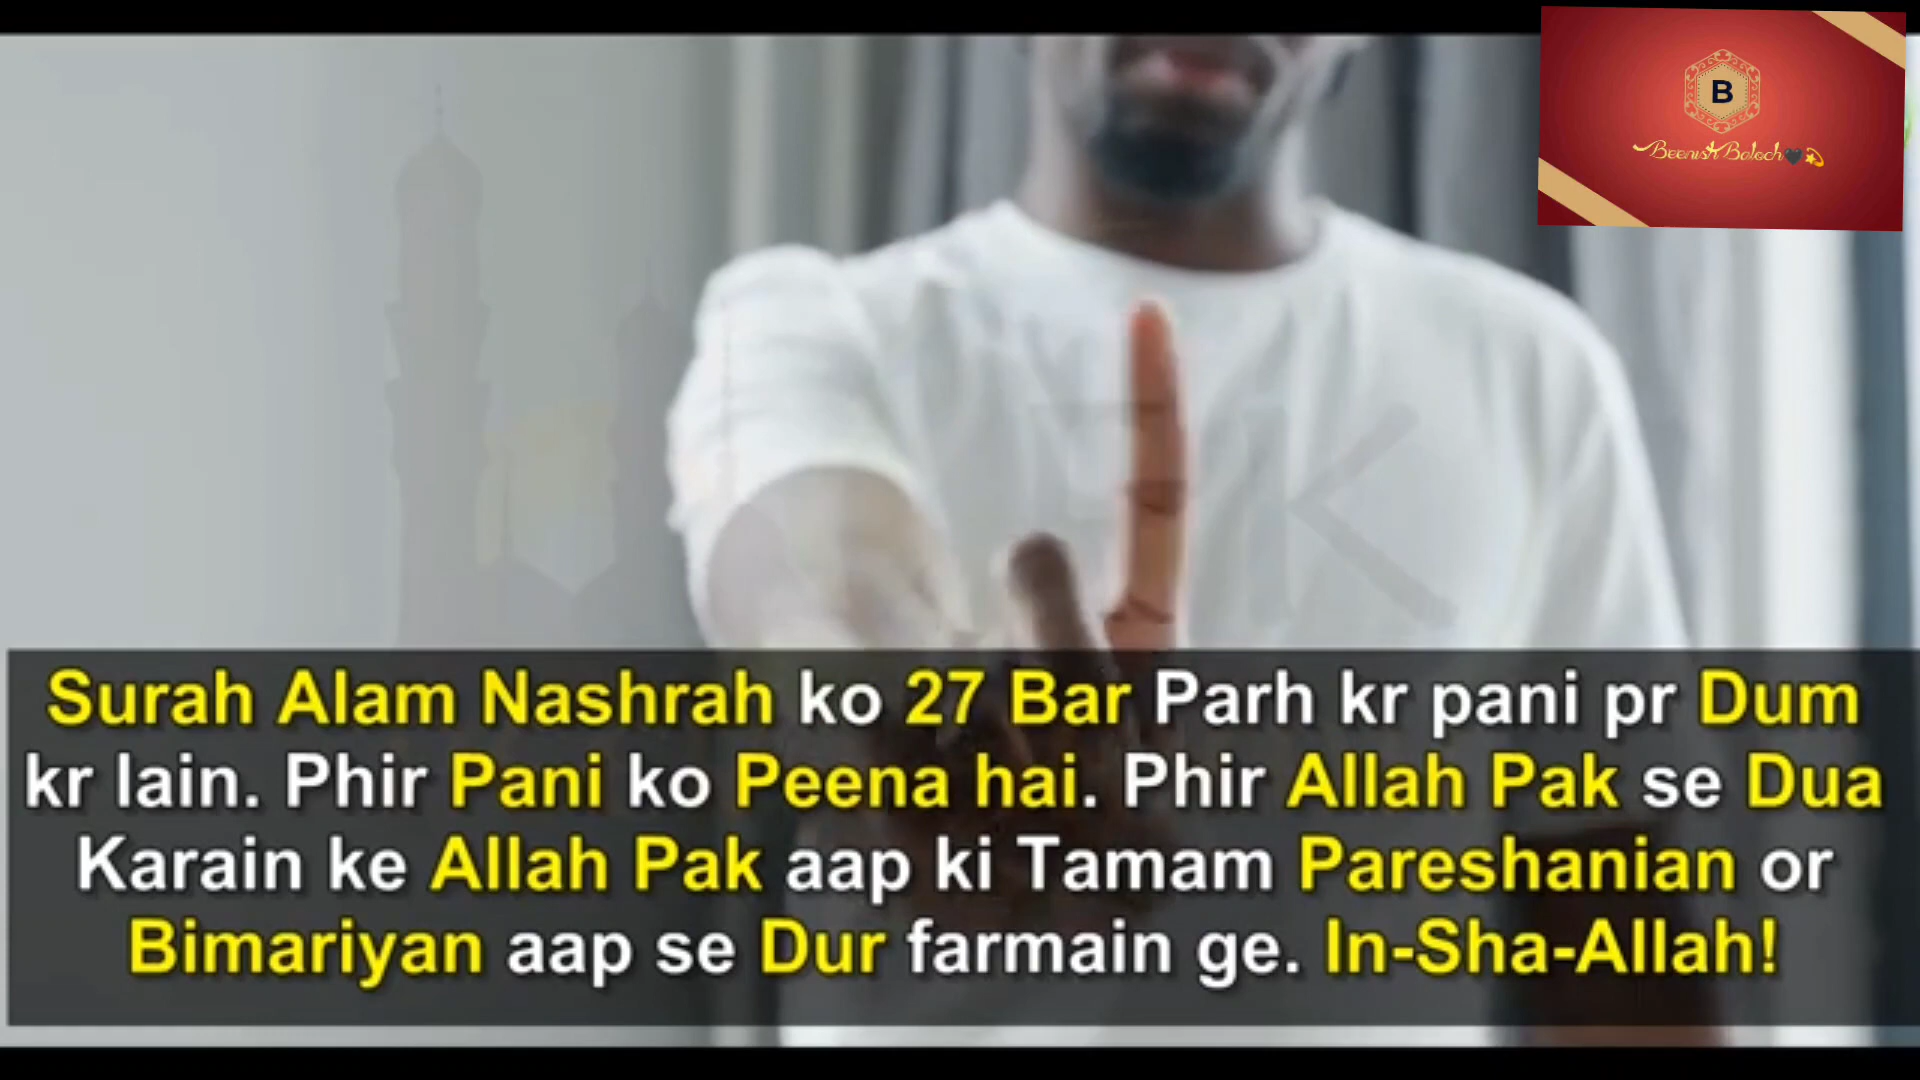 B
Beenish Baloch🖤💫
Surah Alam Nashrah ko 27 Bar Parh kr pani pr Dum
kr lain. Phir Pani ko Peena hai. Phir Allah Pak se Dua
Karain ke Allah Pak aap ki Tamam Pareshanian or
Bimariyan aap se Dur farmain ge. In-Sha-Allah!